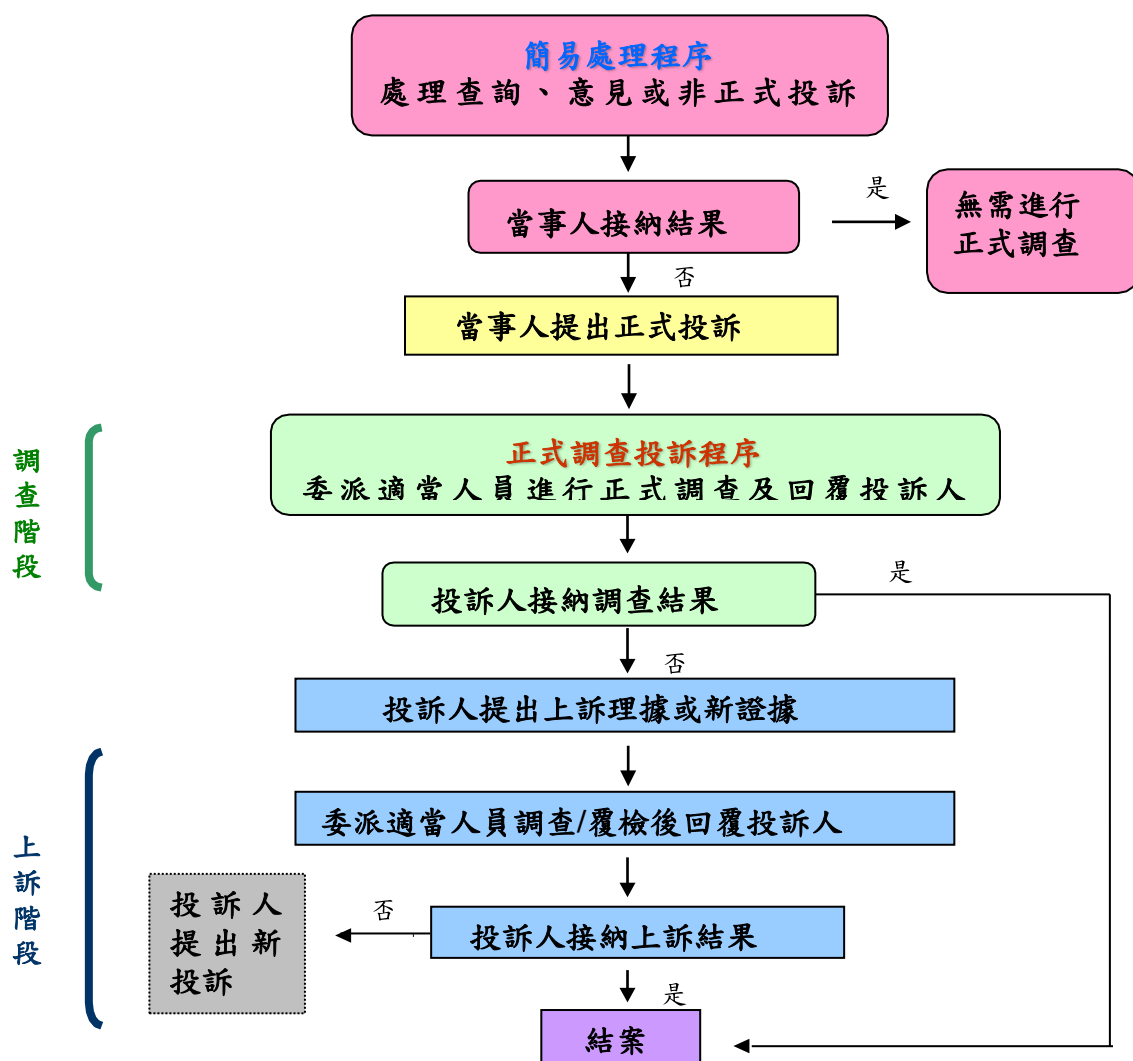 簡易處理程序
處理查詢、意見或非正式投訴
當事人接納結果
是
無需進行
正式調查
否
當事人提出正式投訴
調查階段
正式調查投訴程序
委派適當人員進行正式調查及回覆投訴人
投訴人接納調查結果
是
否
投訴人提出上訴理據或新證據
上訴階段
委派適當人員調查/覆檢後回覆投訴人
投訴人接納上訴結果
否
投訴人
提出新
投訴
是
結案